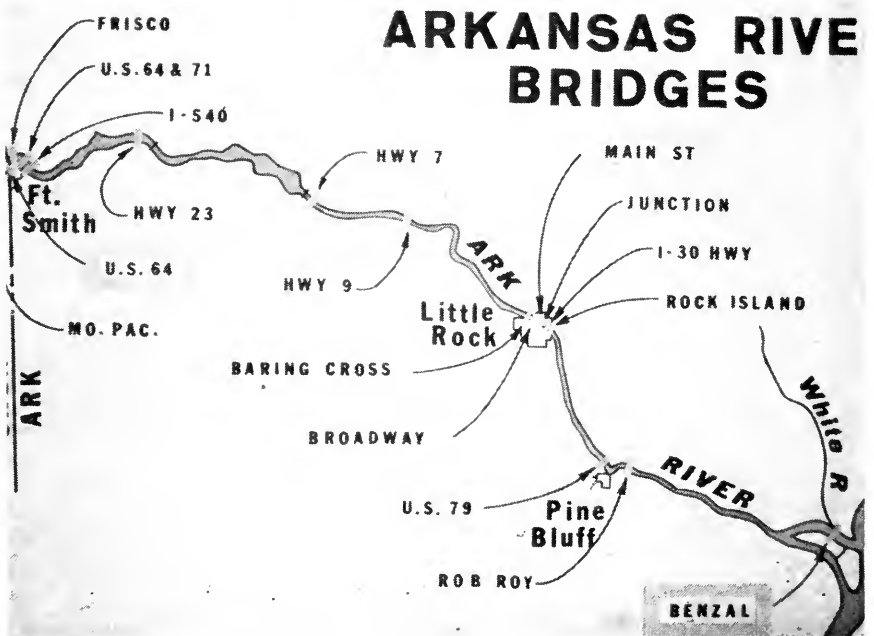 ARKANSAS RIVE
BRIDGES
FRISCO
U.S. 64 & 71
I-540
HWY 7
MAIN ST
JUNCTION
I-30 HWY
ROCK ISLAND
Ft.
Smith
HWY 23
U.S. 64
HWY 9
ARK
Little
Rock
MO. PAC.
BARING CROSS
ARK
BROADWAY
White R
U.S. 79
RIVER
Pine
Bluff
ROB ROY
BENZAL